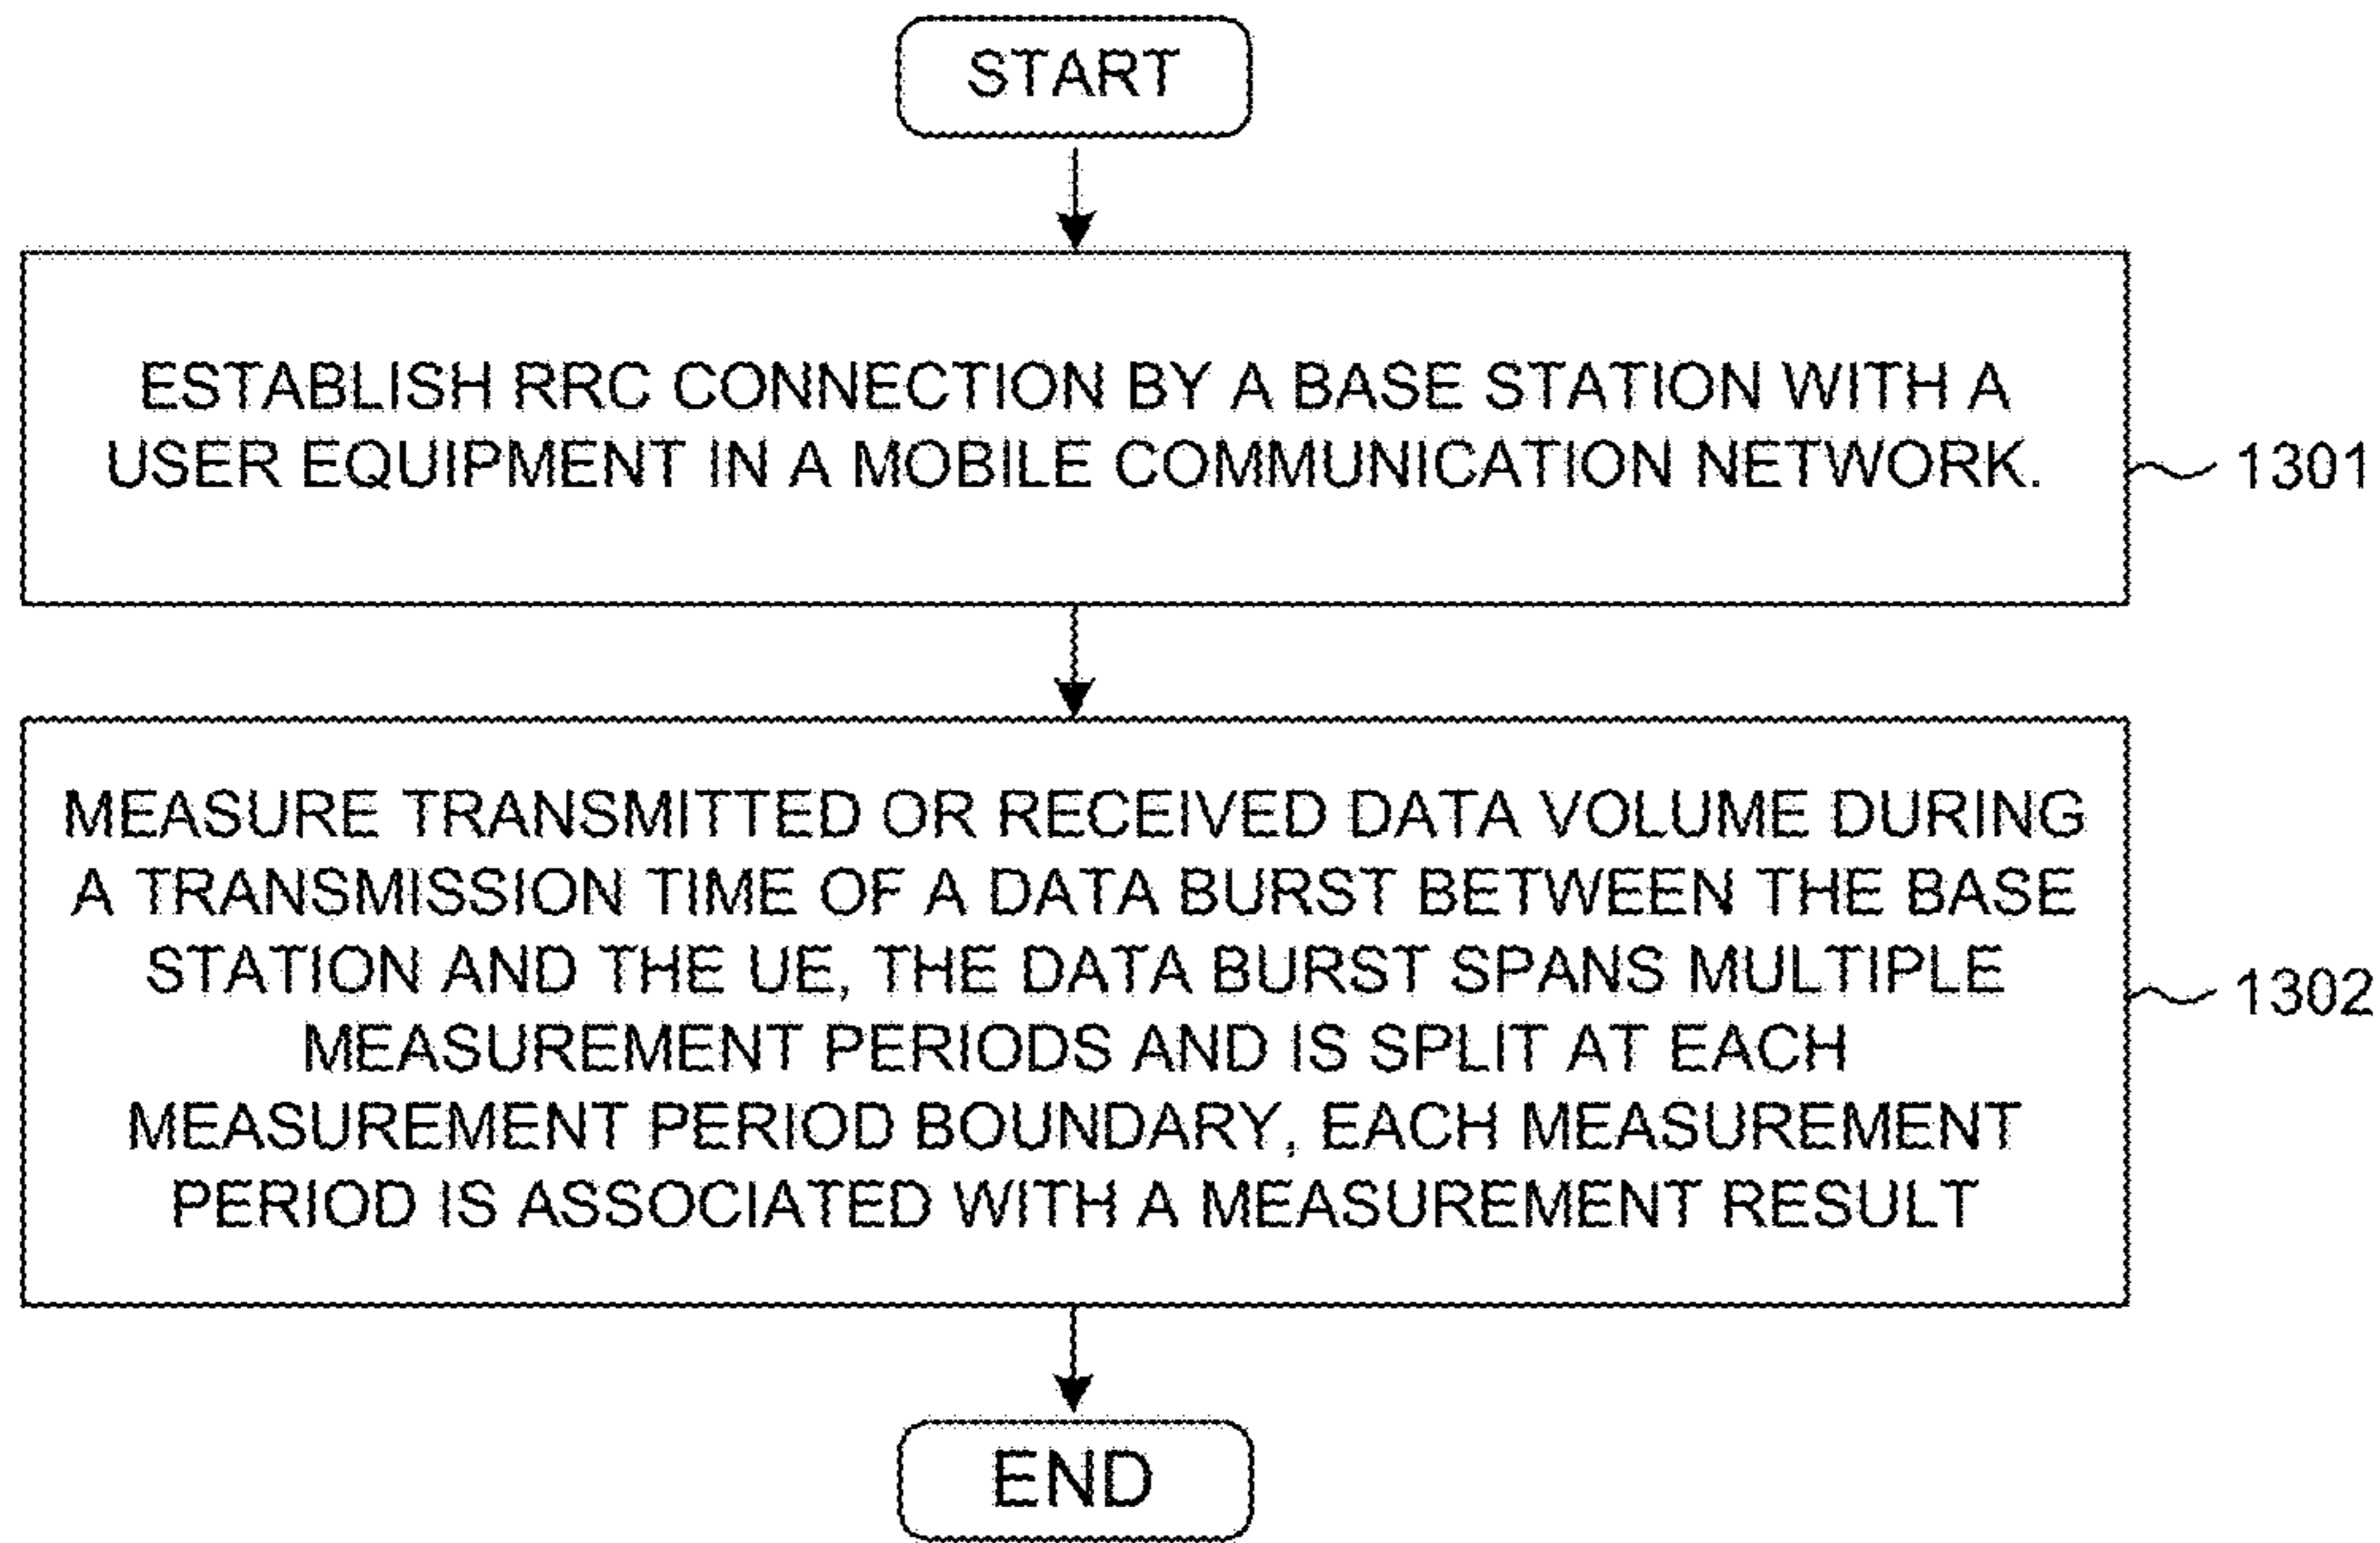 START
ESTABLISH RRC CONNECTION BY A BASE STATION WITH A
USER EQUIPMENT IN A MOBILE COMMUNICATION NETWORK.
1301
MEASURE TRANSMITTED OR RECEIVED DATA VOLUME DURING
A TRANSMISSION TIME OF A DATA BURST BETWEEN THE BASE
STATION AND THE UE, THE DATA BURST SPANS MULTIPLE
MEASUREMENT PERIODS AND IS SPLIT AT EACH
MEASUREMENT PERIOD BOUNDARY, EACH MEASUREMENT
PERIOD IS ASSOCIATED WITH A MEASUREMENT RESULT
1302
END